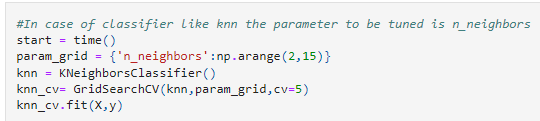 #In case of classifier like knn the parameter to be tuned is n_neighbors
start = time()
param_grid = {'n_neighbors':np.arange(2,15)}
knn = KNeighborsClassifier()
knn_cv= GridSearchCV(knn,param_grid,cv=5)
knn_cv.fit(X,y)